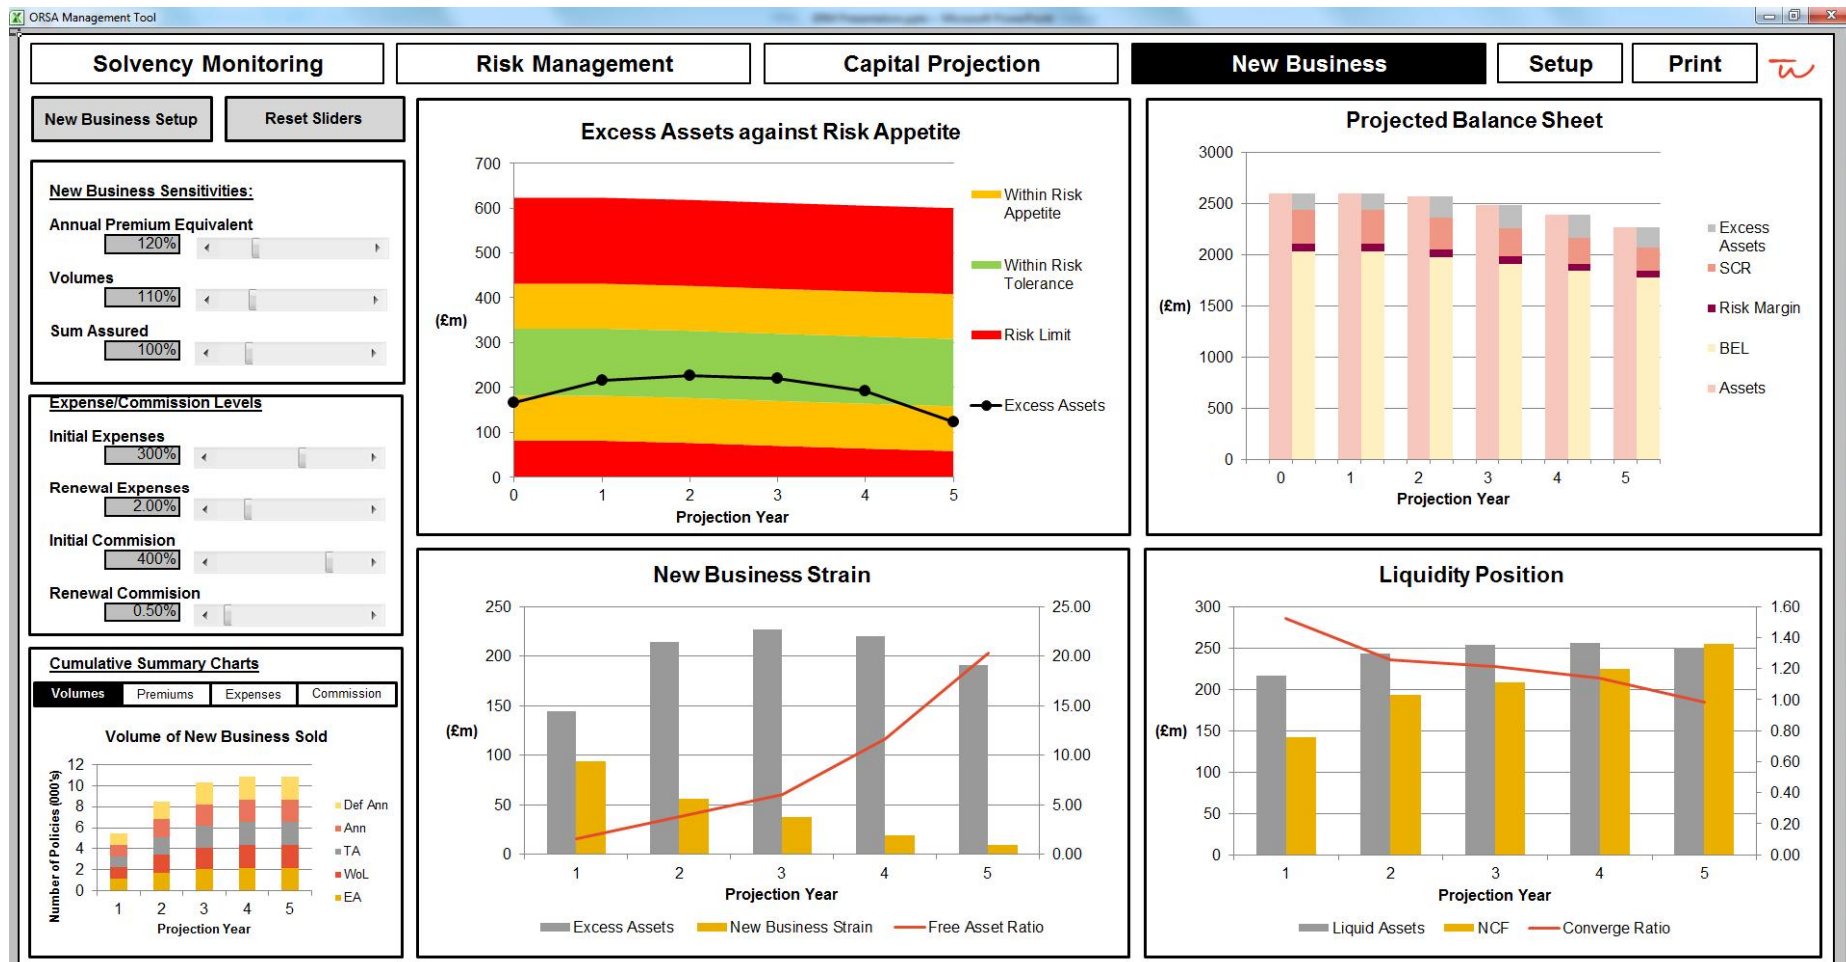 ORSA Management Tool
Solvency Monitoring
Risk Management
Capital Projection
New Business
Setup
Print
New Business Setup
Reset Sliders
New Business Sensitivities:
Annual Premium Equivalent
120%
Volumes
110%
Sum Assured
100%
Expense/Commission Levels
Initial Expenses
300%
Renewal Expenses
2.00%
Initial Commision
400%
Renewal Commision
0.50%
Cumulative Summary Charts
Volumes
Premiums
Expenses
Commission
Volume of New Business Sold
Number of Policies (000's)
12
10
8
6
4
2
0
1
2
3
4
5
Projection Year
Def Ann
Ann
TA
WoL
EA
Excess Assets against Risk Appetite
(£m)
700
600
500
400
300
200
100
0
0
1
2
3
4
5
Projection Year
Within Risk
Appetite
Within Risk
Tolerance
Risk Limit
Excess Assets
Projected Balance Sheet
(£m)
3000
2500
2000
1500
1000
500
0
0
1
2
3
4
5
Projection Year
Excess
Assets
SCR
Risk Margin
BEL
Assets
New Business Strain
(£m)
250
200
150
100
50
0
25.00
20.00
15.00
10.00
5.00
0.00
1
2
3
4
5
Projection Year
Excess Assets
New Business Strain
Free Asset Ratio
Liquidity Position
(£m)
300
250
200
150
100
50
0
1.60
1.40
1.20
1.00
0.80
0.60
0.40
0.20
0.00
1
2
3
4
5
Projection Year
Liquid Assets
NCF
Converge Ratio